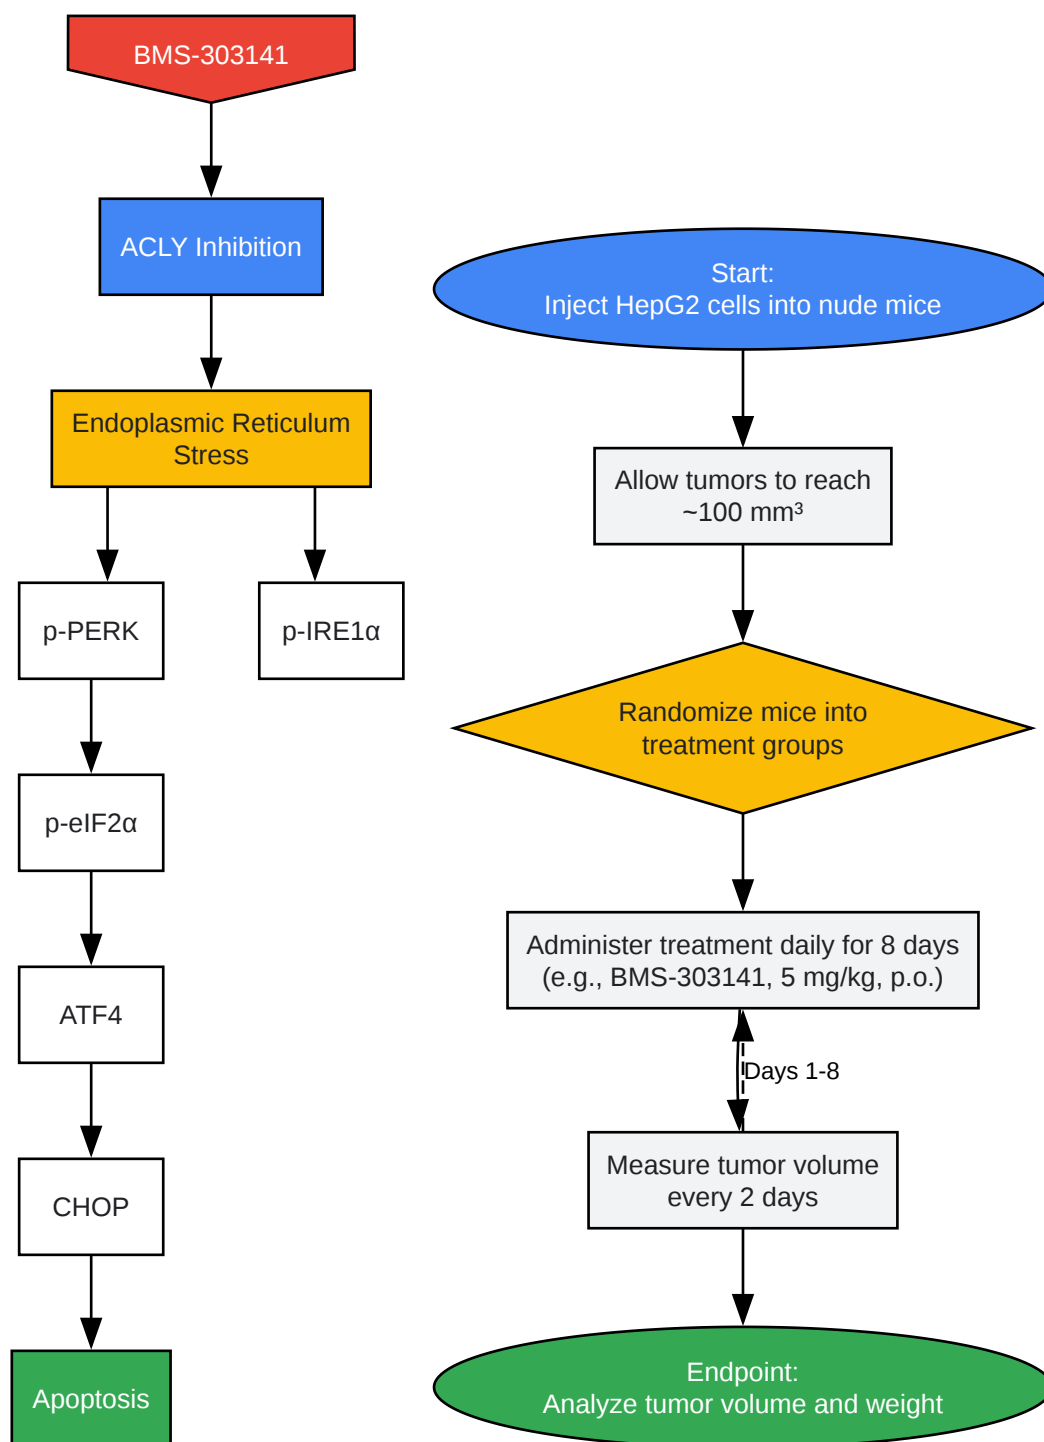 BMS-303141
ACLY Inhibition
Endoplasmic Reticulum
Stress
p-PERK
p-IRE1α
p-eIF2α
ATF4
CHOP
Apoptosis
Start:
Inject HepG2 cells into nude mice
Allow tumors to reach
~100 mm³
Randomize mice into
treatment groups
Administer treatment daily for 8 days
(e.g., BMS-303141, 5 mg/kg, p.o.)
Days 1-8
Measure tumor volume
every 2 days
Endpoint:
Analyze tumor volume and weight